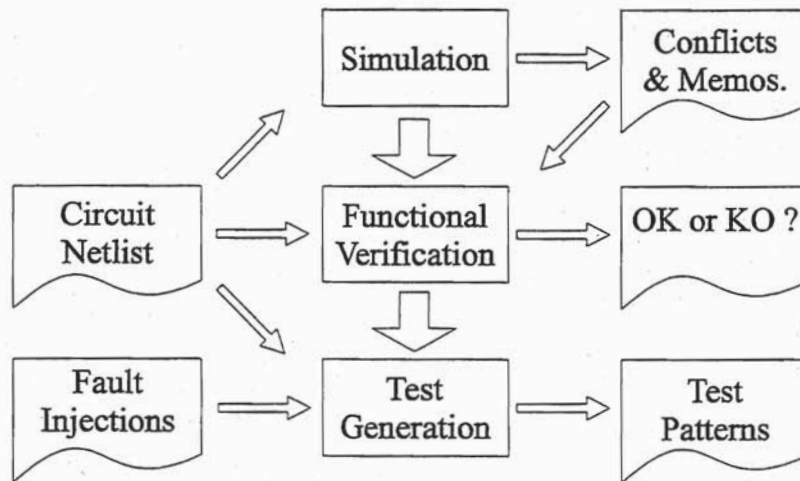 Simulation
Conflicts
& Memos.
Circuit
Netlist
Functional
Verification
OK or KO ?
Fault
Injections
Test
Generation
Test
Patterns